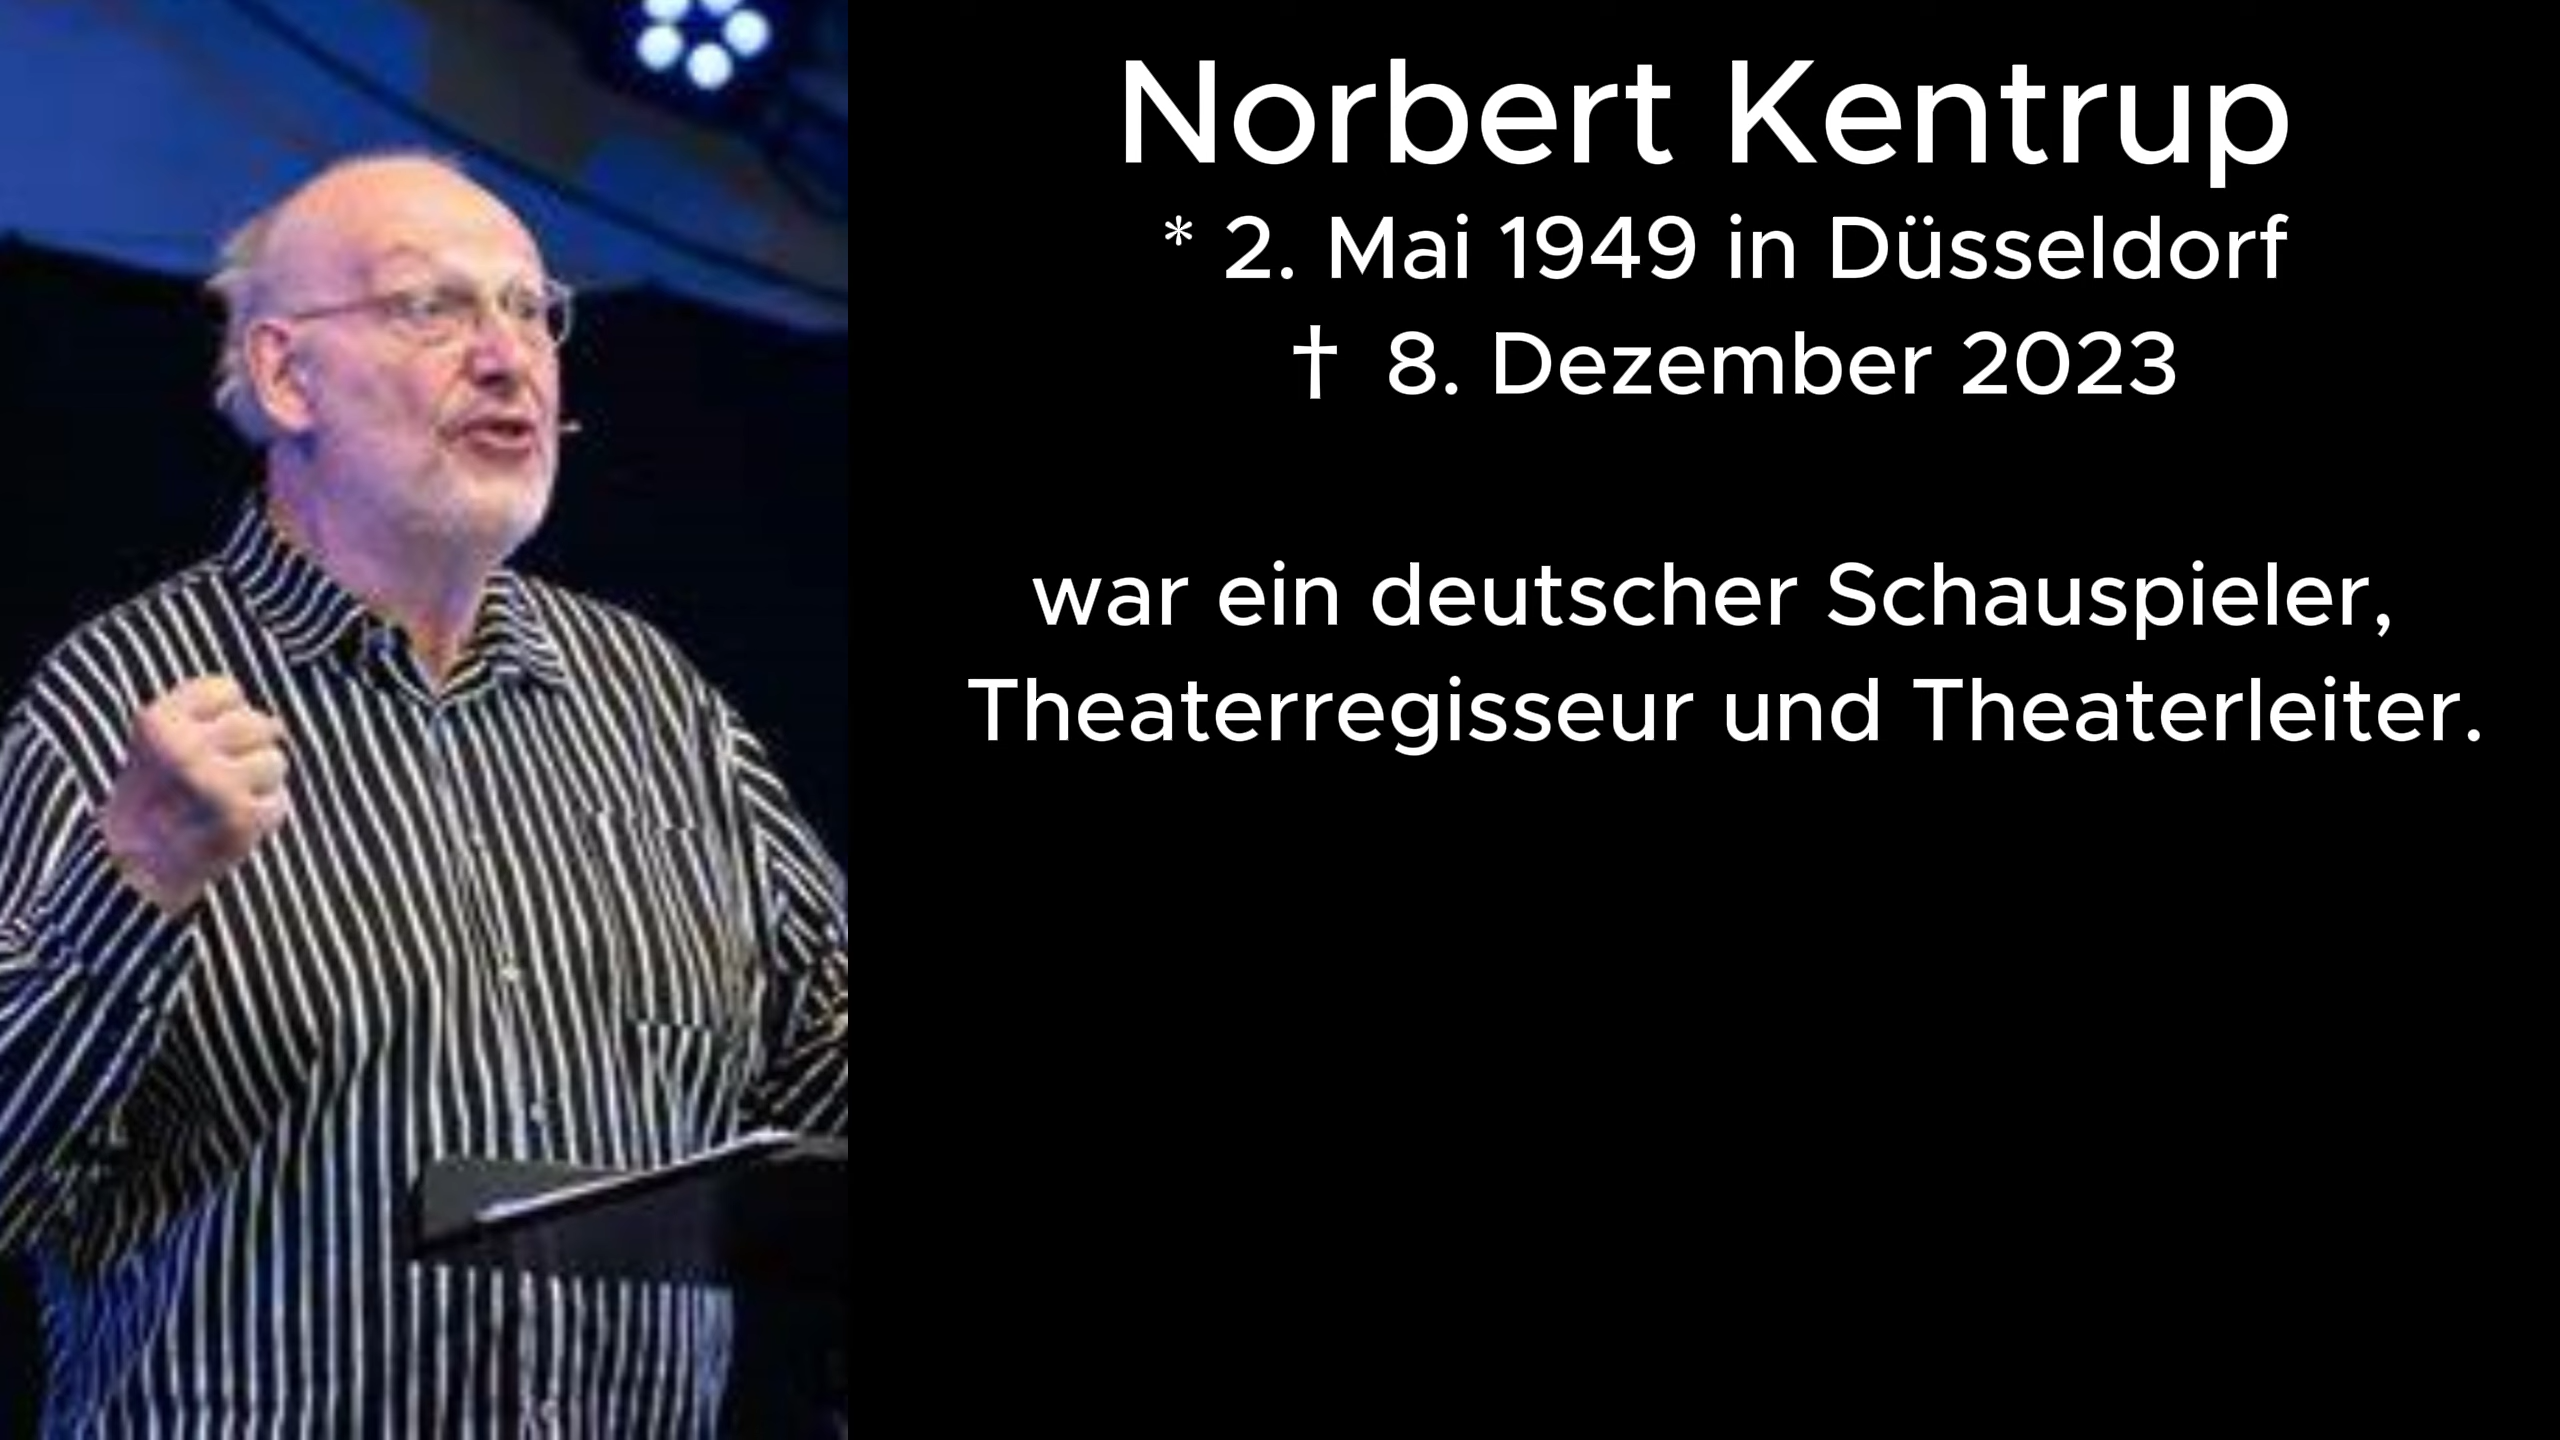 Norbert Kentrup
* 2. Mai 1949 in Düsseldorf
† 8. Dezember 2023
war ein deutscher Schauspieler,
Theaterregisseur und Theaterleiter.